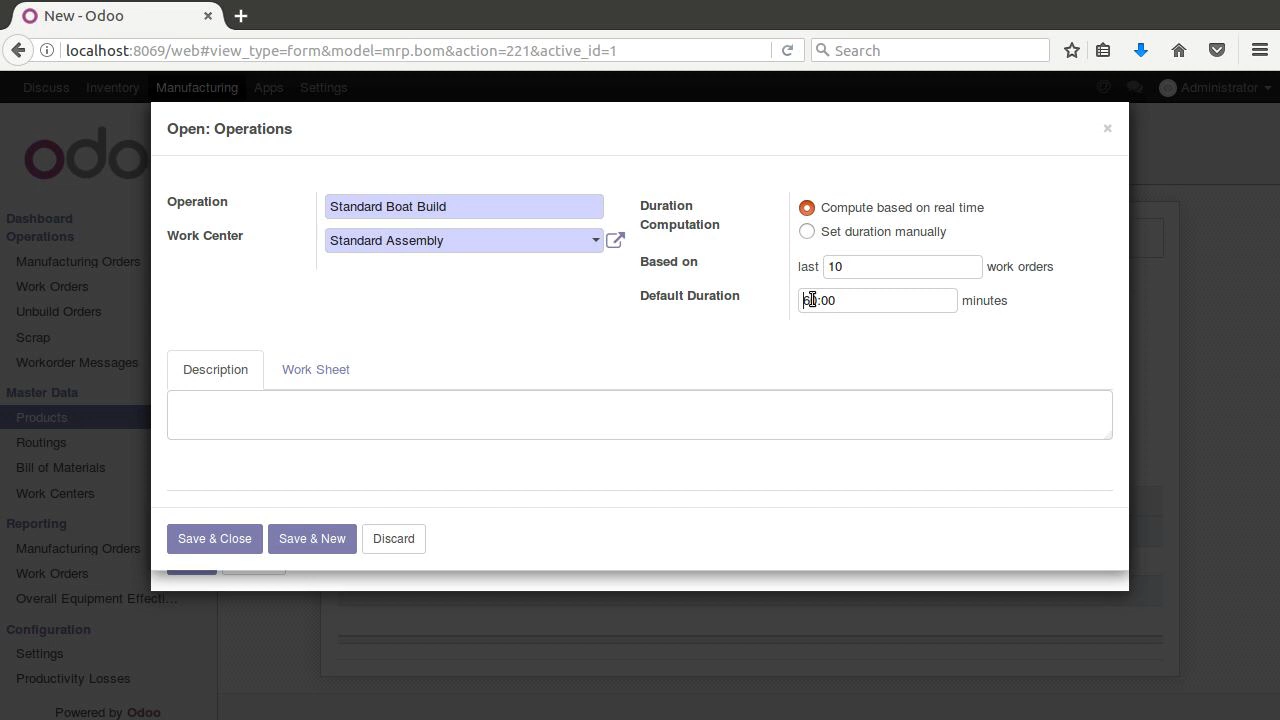 New - Odoo
localhost:8069/web#view_type=form&model=mrp.bom&action=221&active_id=1
Search
Discuss Inventory Manufacturing Apps Settings
Administrator
odo
Open: Operations
Operation
Standard Boat Build
Work Center
Standard Assembly
Duration
Computation
Compute based on real time
Set duration manually
Based on
last 10 work orders
Default Duration
60:00 minutes
Description
Work Sheet
Save & Close
Save & New
Discard
Dashboard
Operations
Manufacturing Orders
Work Orders
Unbuild Orders
Scrap
Workorder Messages
Master Data
Products
Routings
Bill of Materials
Work Centers
Reporting
Manufacturing Orders
Work Orders
Overall Equipment Effecti...
Configuration
Settings
Productivity Losses
Powered by Odoo